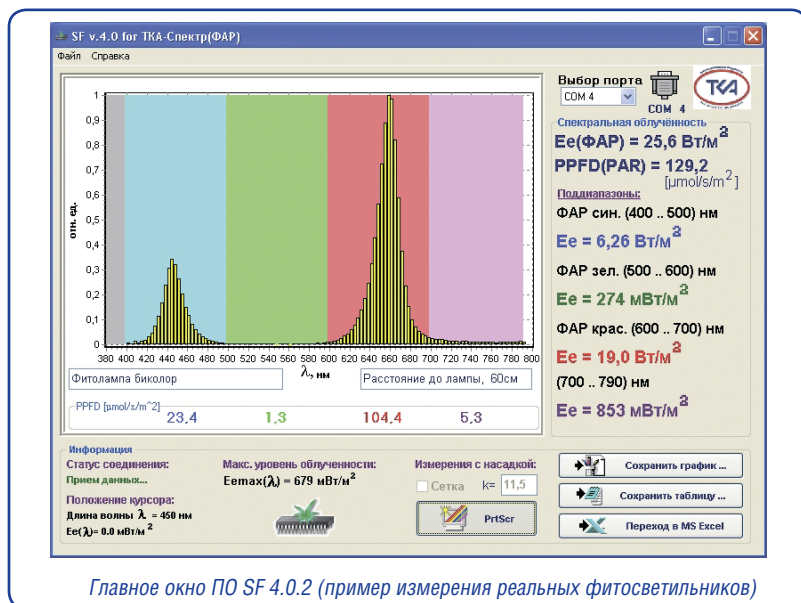 SF v.4.0 for ТКА-Спектр(ФАР)
Файл Справка
Выбор порта
COM 4
COM 4
ТКА
Спектральная облучённость
Ee(ФАР) = 25,6 Вт/м²
PPFD(PAR) = 129,2
[µmol/s/m²]
Поддиапазоны:
ФАР син. (400 .. 500) нм
Ee = 6,26 Вт/м²
ФАР зел. (500 .. 600) нм
Ee = 274 мВт/м²
ФАР крас. (600 .. 700) нм
Ee = 19,0 Вт/м²
(700 .. 790) нм
Ee = 853 мВт/м²
отн. ед.
1
0,9
0,8
0,7
0,6
0,5
0,4
0,3
0,2
0,1
0
380 400 420 440 460 480 500 520 540 560 580 600 620 640 660 680 700 720 740 760 780 800
λ, нм
Фитолампа биколор
Расстояние до лампы, 60см
PPFD [µmol/s/m^2]
23,4 1,3 104,4 5,3
Информация
Статус соединения:
Прием данных...
Положение курсора:
Длина волны λ = 450 нм
Ee(λ)= 0.0 мВт/м²
Макс. уровень облученности:
Eemax(λ) = 679 мВт/м²
Измерения с насадкой:
Сетка k= 11,5
PrtScr
Сохранить график ...
Сохранить таблицу ...
Переход в MS Excel
Главное окно ПО SF 4.0.2 (пример измерения реальных фитосветильников)